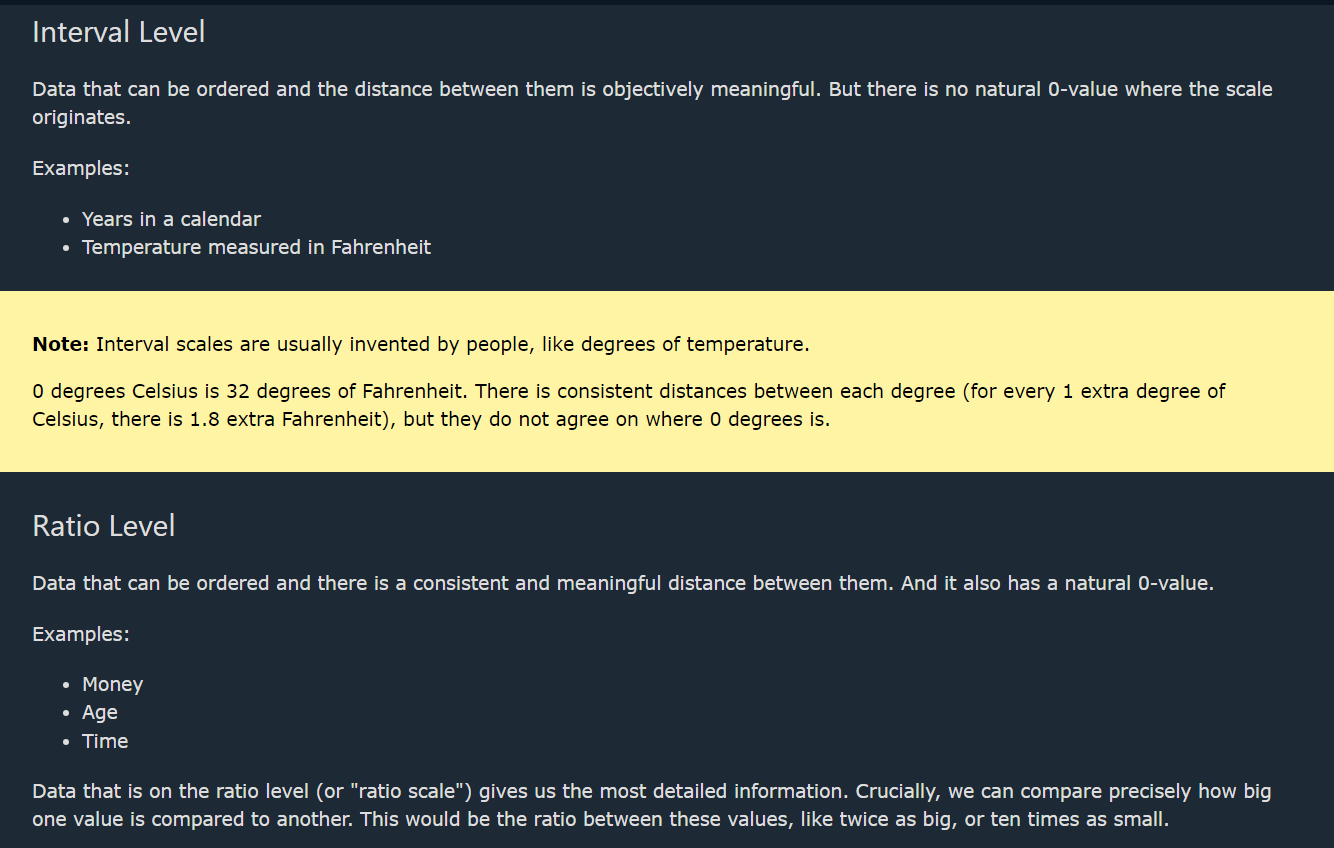 Interval Level
Data that can be ordered and the distance between them is objectively meaningful. But there is no natural 0-value where the scale
originates.
Examples:
• Years in a calendar
• Temperature measured in Fahrenheit
Note: Interval scales are usually invented by people, like degrees of temperature.
0 degrees Celsius is 32 degrees of Fahrenheit. There is consistent distances between each degree (for every 1 extra degree of
Celsius, there is 1.8 extra Fahrenheit), but they do not agree on where 0 degrees is.
Ratio Level
Data that can be ordered and there is a consistent and meaningful distance between them. And it also has a natural 0-value.
Examples:
• Money
• Age
• Time
Data that is on the ratio level (or "ratio scale") gives us the most detailed information. Crucially, we can compare precisely how big
one value is compared to another. This would be the ratio between these values, like twice as big, or ten times as small.